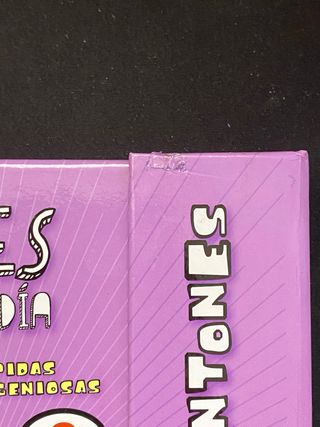 ES
DÍA
PIDAS
GENIOSAS
NTONES